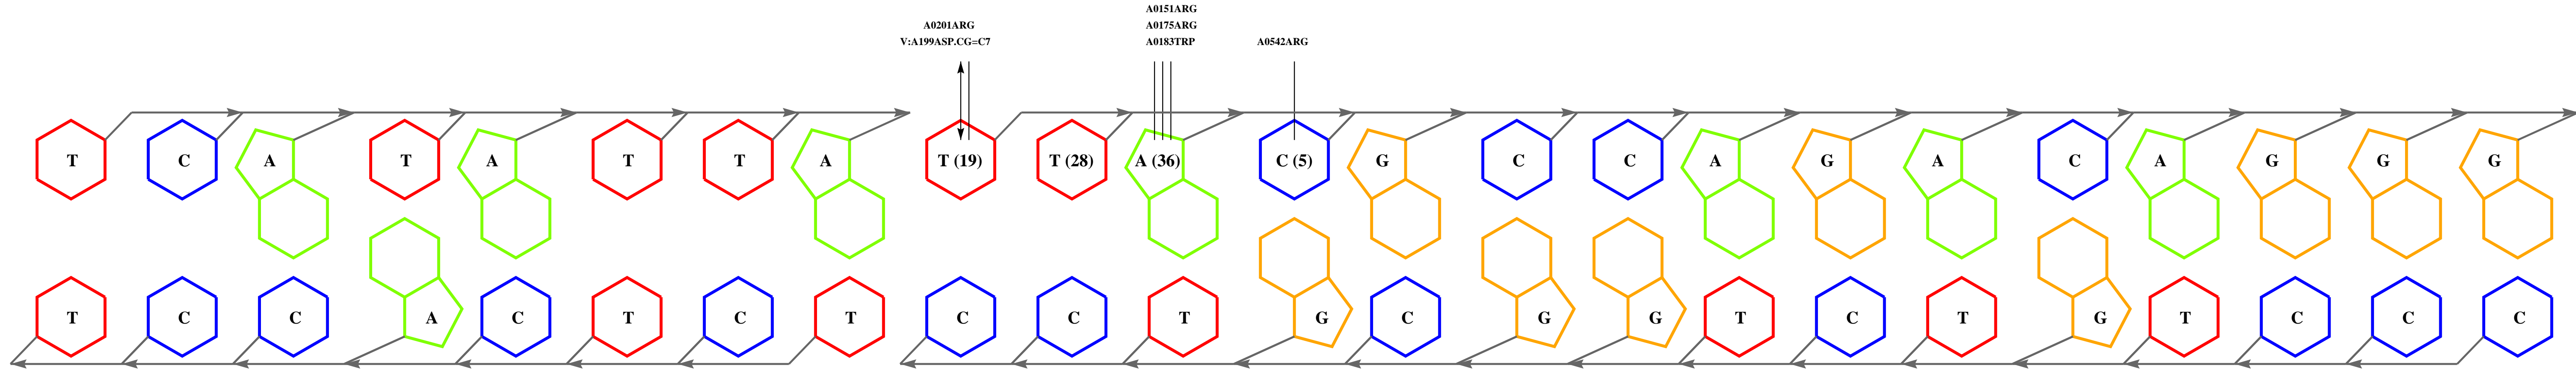 A0151ARG
A0201ARG A0175ARG
V:A199ASP.CG=C7 A0183TRP A0542ARG
T C A T A T T A T (19) T (28) A (36) C (5) G C C A G A C A G G G
T C C A C T C T C C T G C G G T C T G T C C C